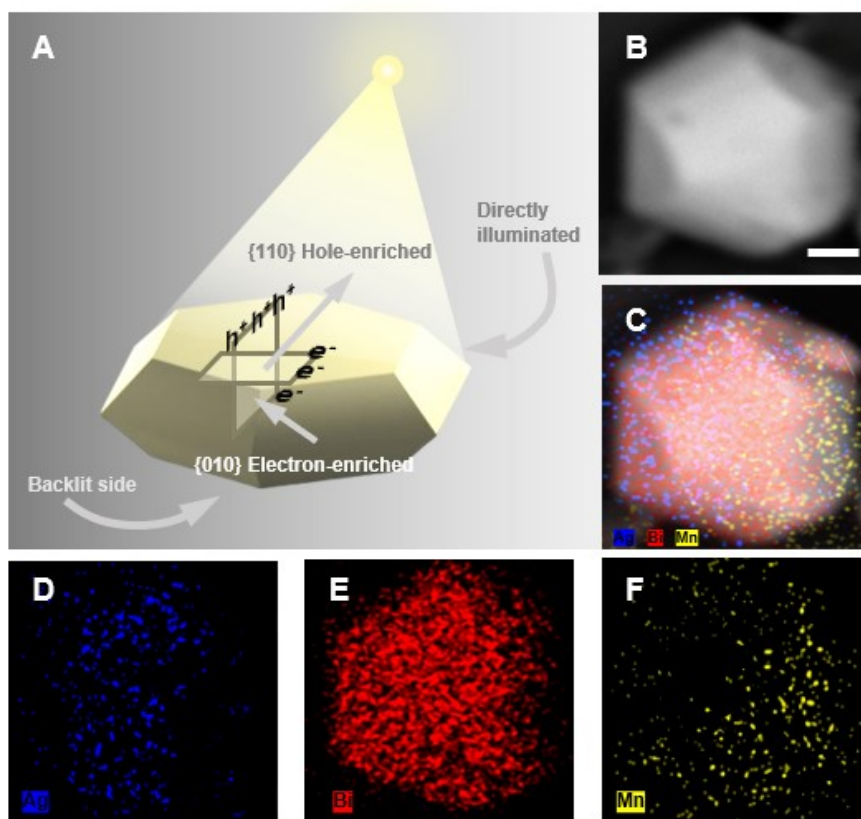 A
B
Directly
illuminated
{110} Hole-enriched
h+ h+ h+
e-
e-
e-
{010} Electron-enriched
Backlit side
C
Ag Bi Mn
D
E
F
Ag
Bi
Mn